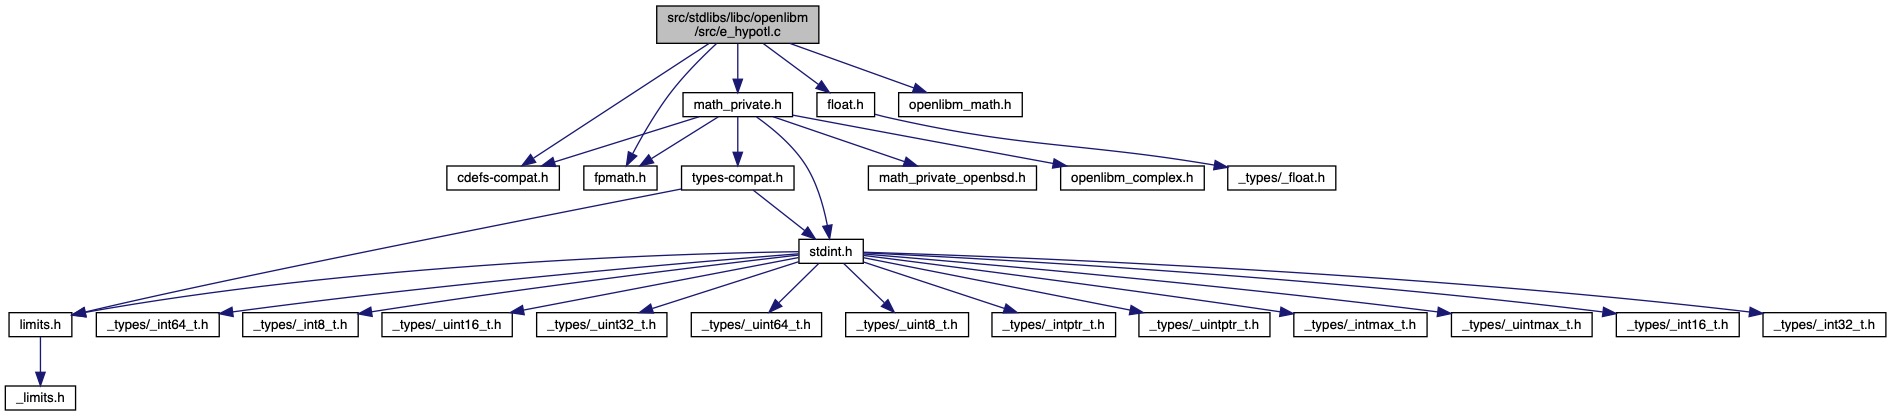 src/stdlibs/libc/openlibm
/src/e_hypotl.c
math_private.h
float.h
openlibm_math.h
cdefs-compat.h
fpmath.h
types-compat.h
math_private_openbsd.h
openlibm_complex.h
_types/_float.h
stdint.h
limits.h
_types/_int64_t.h
_types/_int8_t.h
_types/_uint16_t.h
_types/_uint32_t.h
_types/_uint64_t.h
_types/_uint8_t.h
_types/_intptr_t.h
_types/_uintptr_t.h
_types/_intmax_t.h
_types/_uintmax_t.h
_types/_int16_t.h
_types/_int32_t.h
_limits.h